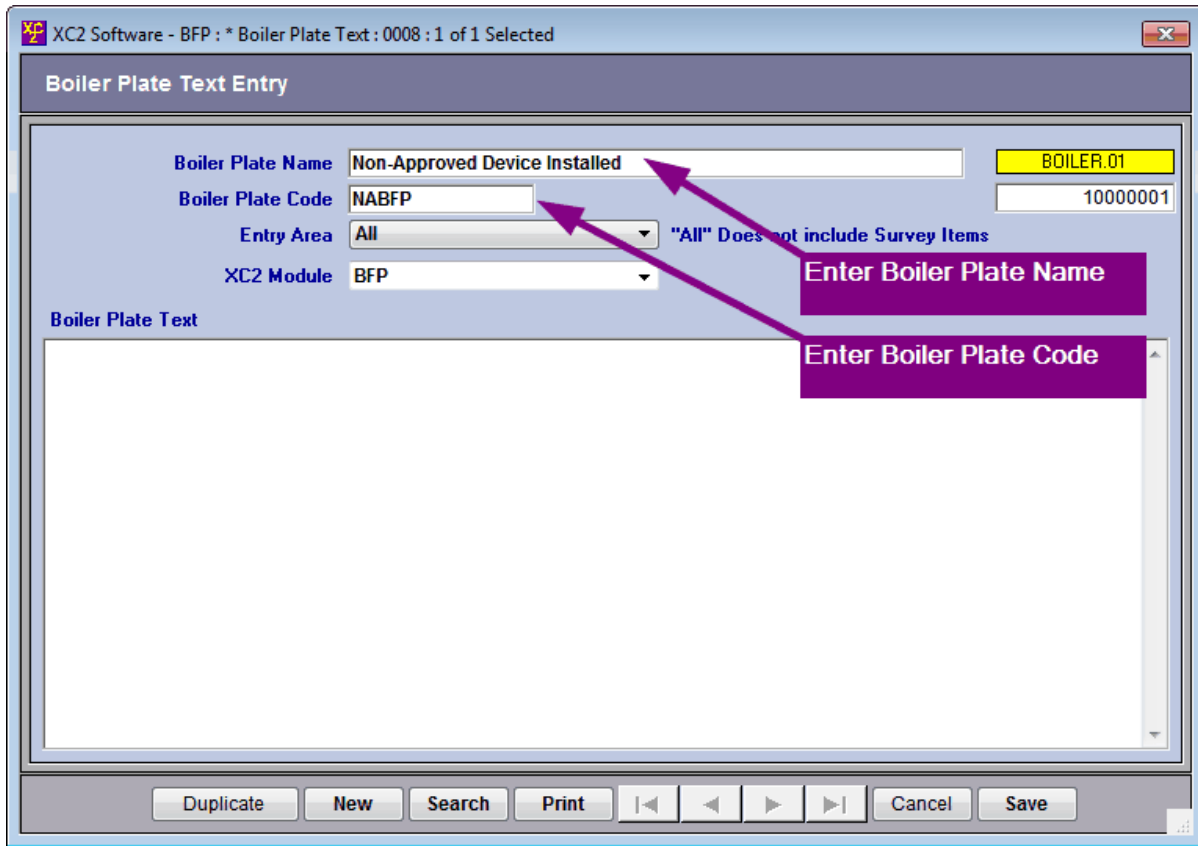 XC2 Software - BFP : * Boiler Plate Text : 0008 : 1 of 1 Selected
Boiler Plate Text Entry
Boiler Plate Name Non-Approved Device Installed BOILER.01
Boiler Plate Code NABFP 10000001
Entry Area All "All" Does not include Survey Items
XC2 Module BFP
Enter Boiler Plate Name
Boiler Plate Text
Enter Boiler Plate Code
Duplicate New Search Print Cancel Save